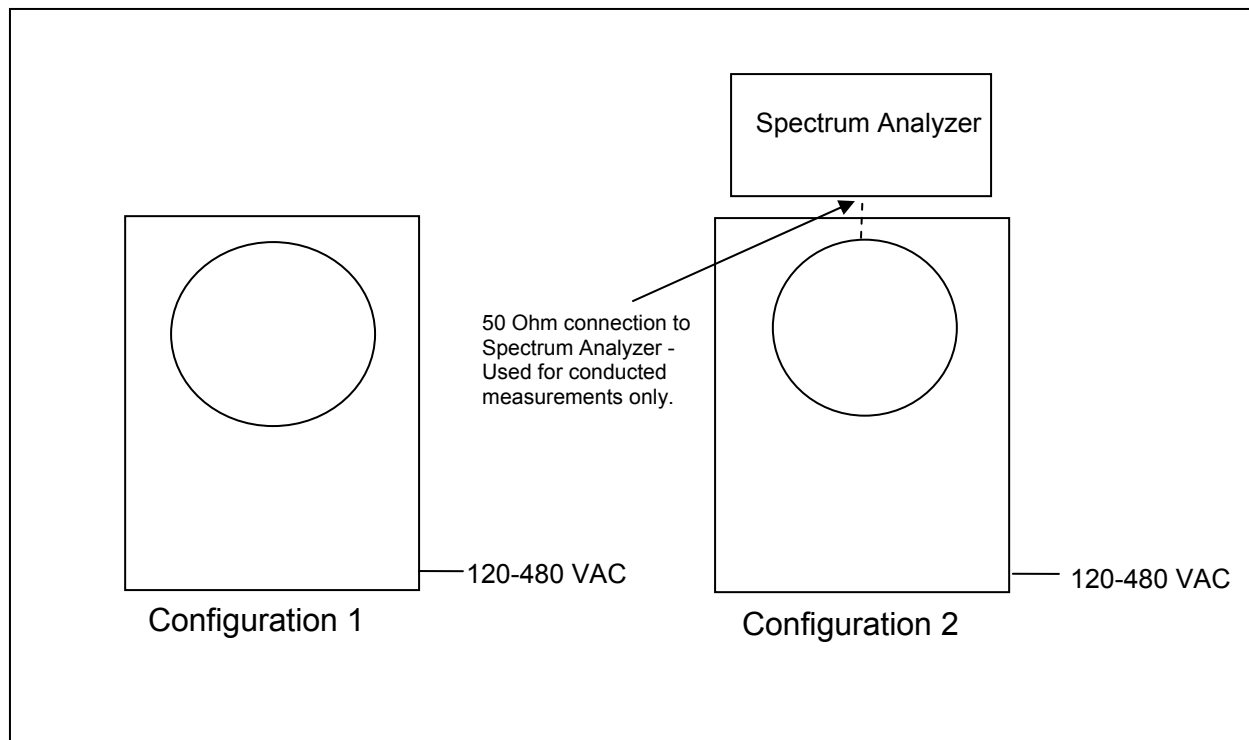 Spectrum Analyzer
50 Ohm connection to
Spectrum Analyzer -
Used for conducted
measurements only.
120-480 VAC
120-480 VAC
Configuration 1
Configuration 2